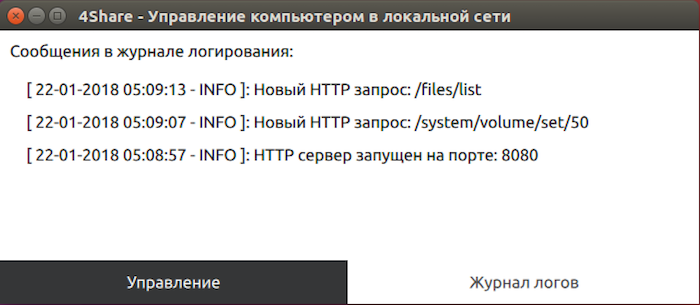 4Share - Управление компьютером в локальной сети
Сообщения в журнале логирования:
[ 22-01-2018 05:09:13 - INFO ]: Новый HTTP запрос: /files/list
[ 22-01-2018 05:09:07 - INFO ]: Новый HTTP запрос: /system/volume/set/50
[ 22-01-2018 05:08:57 - INFO ]: HTTP сервер запущен на порте: 8080
Управление
Журнал логов